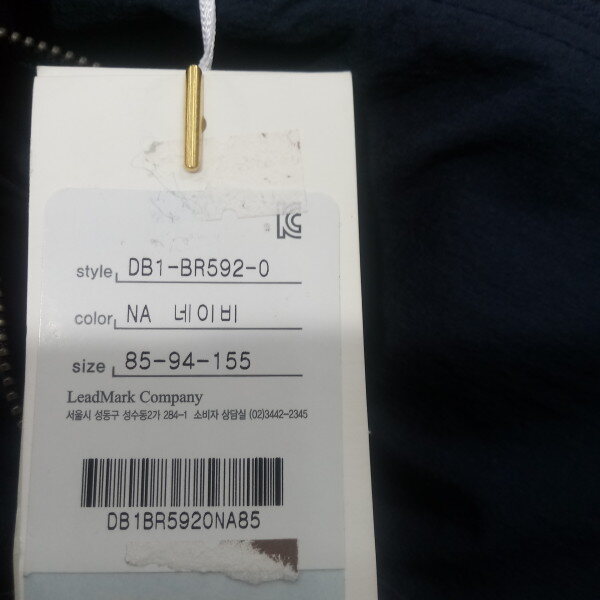 style DB1-BR592-0
color NA 네이비
size 85-94-155
LeadMark Company
서울시 성동구 성수동2가 284-1 소비자 상담실 (02)3442-2345
DB1BR5920NA85